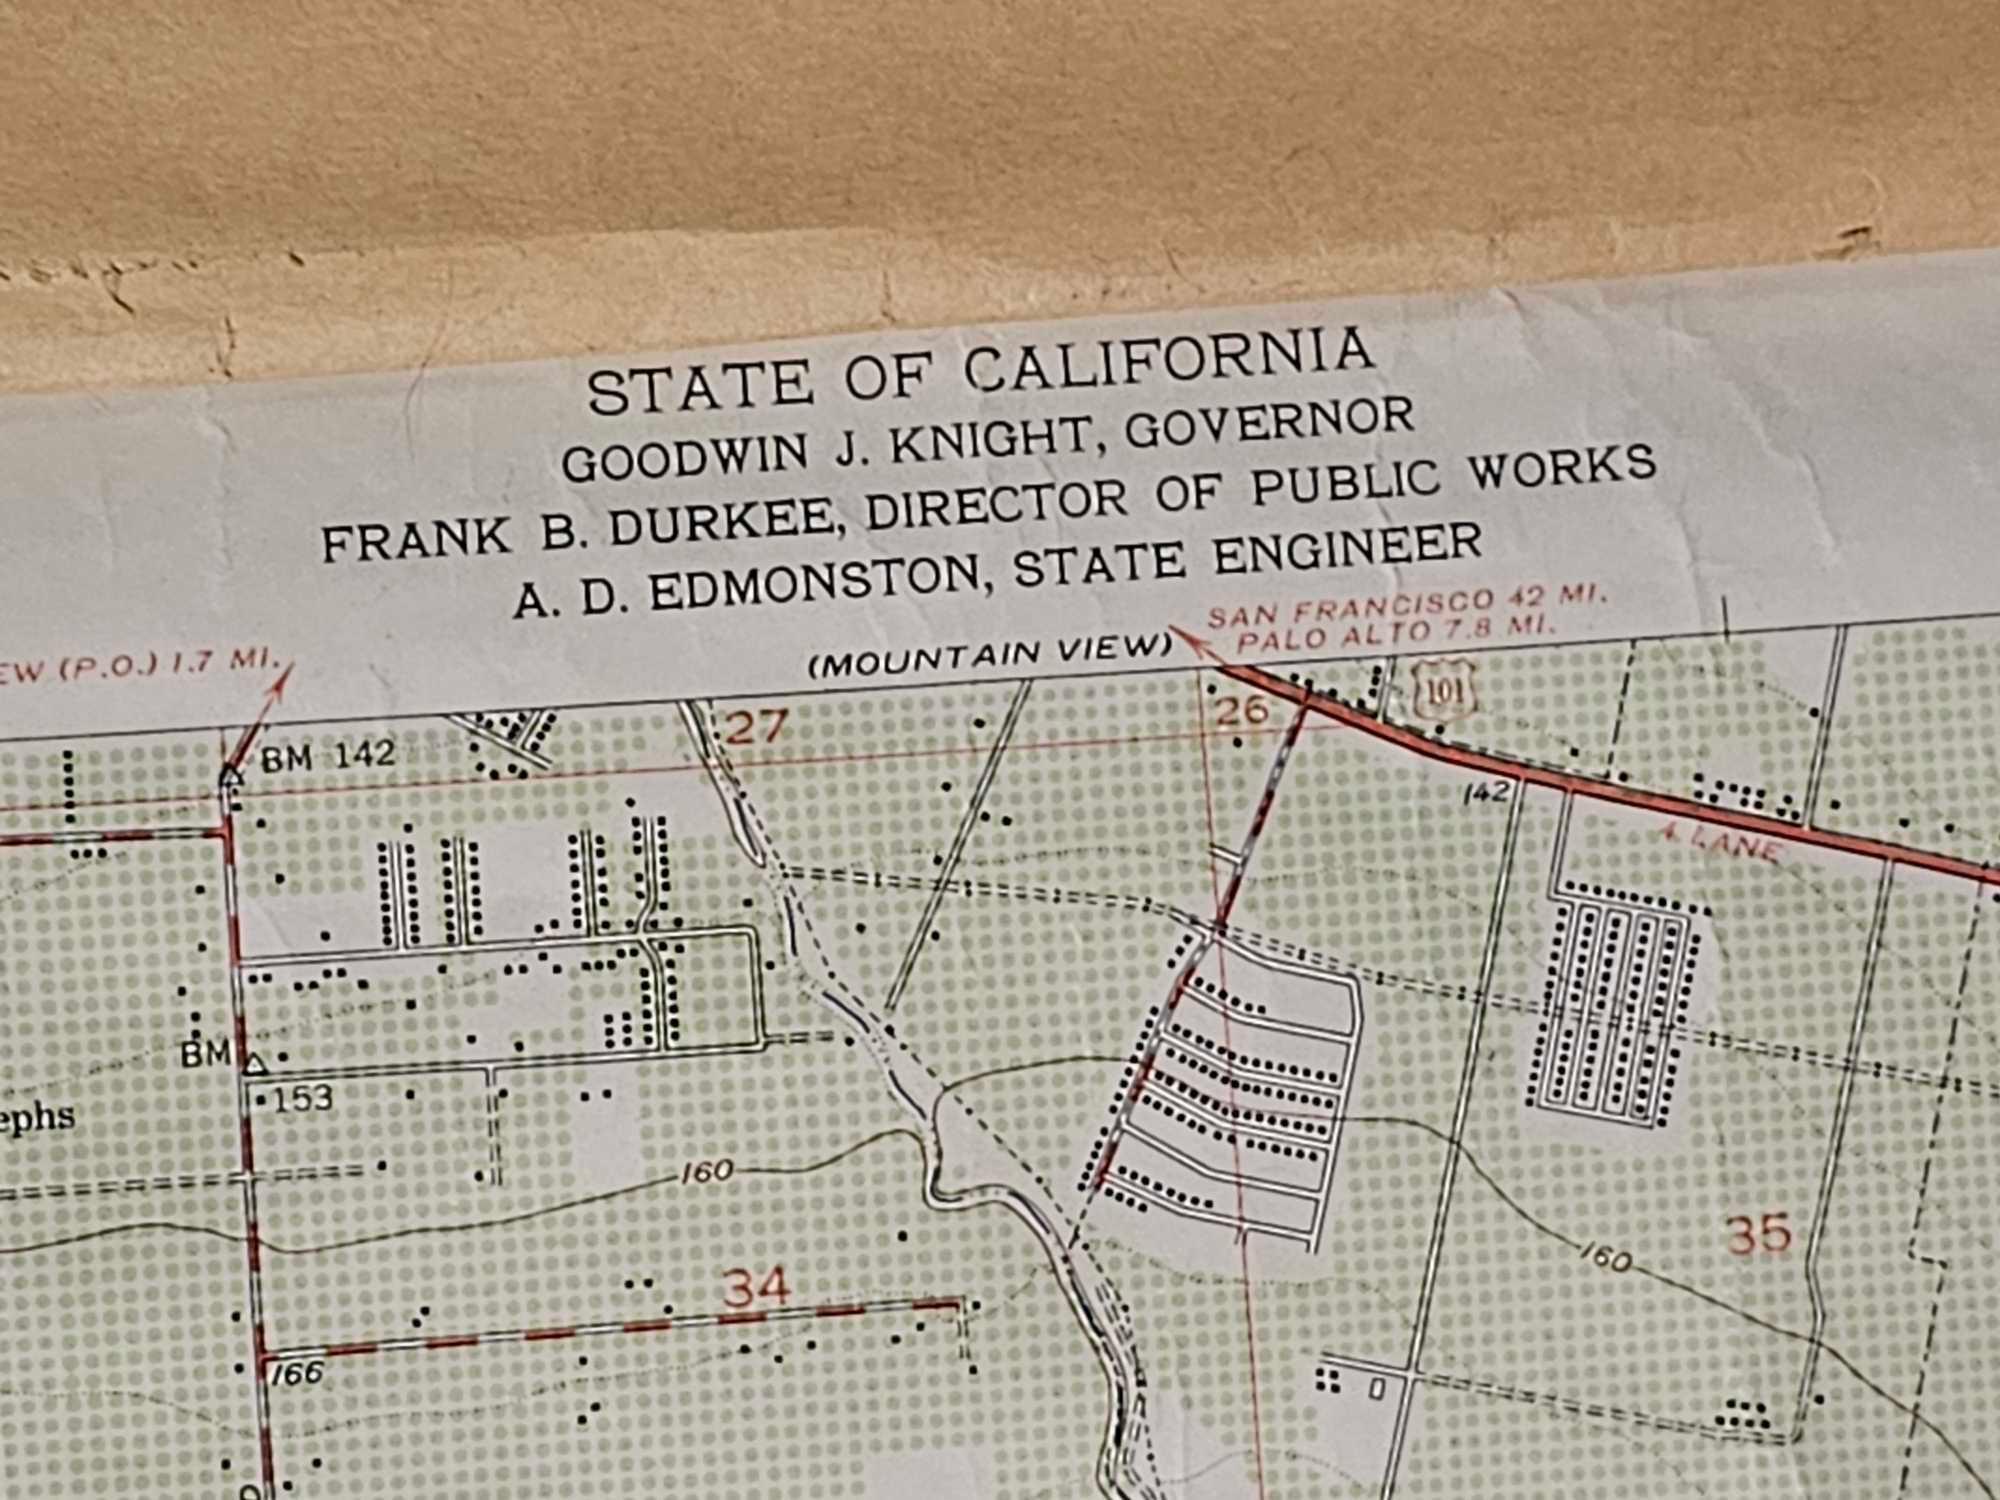 STATE OF CALIFORNIA
GOODWIN J. KNIGHT, GOVERNOR
FRANK B. DURKEE, DIRECTOR OF PUBLIC WORKS
A. D. EDMONSTON, STATE ENGINEER
(MOUNTAIN VIEW)
SAN FRANCISCO 42 MI.
PALO ALTO 7.8 MI.
EW (P.O.) 1.7 MI.
101
27
26
BM 142
142
4 LANE
BM
153
ephs
160
35
160
34
166